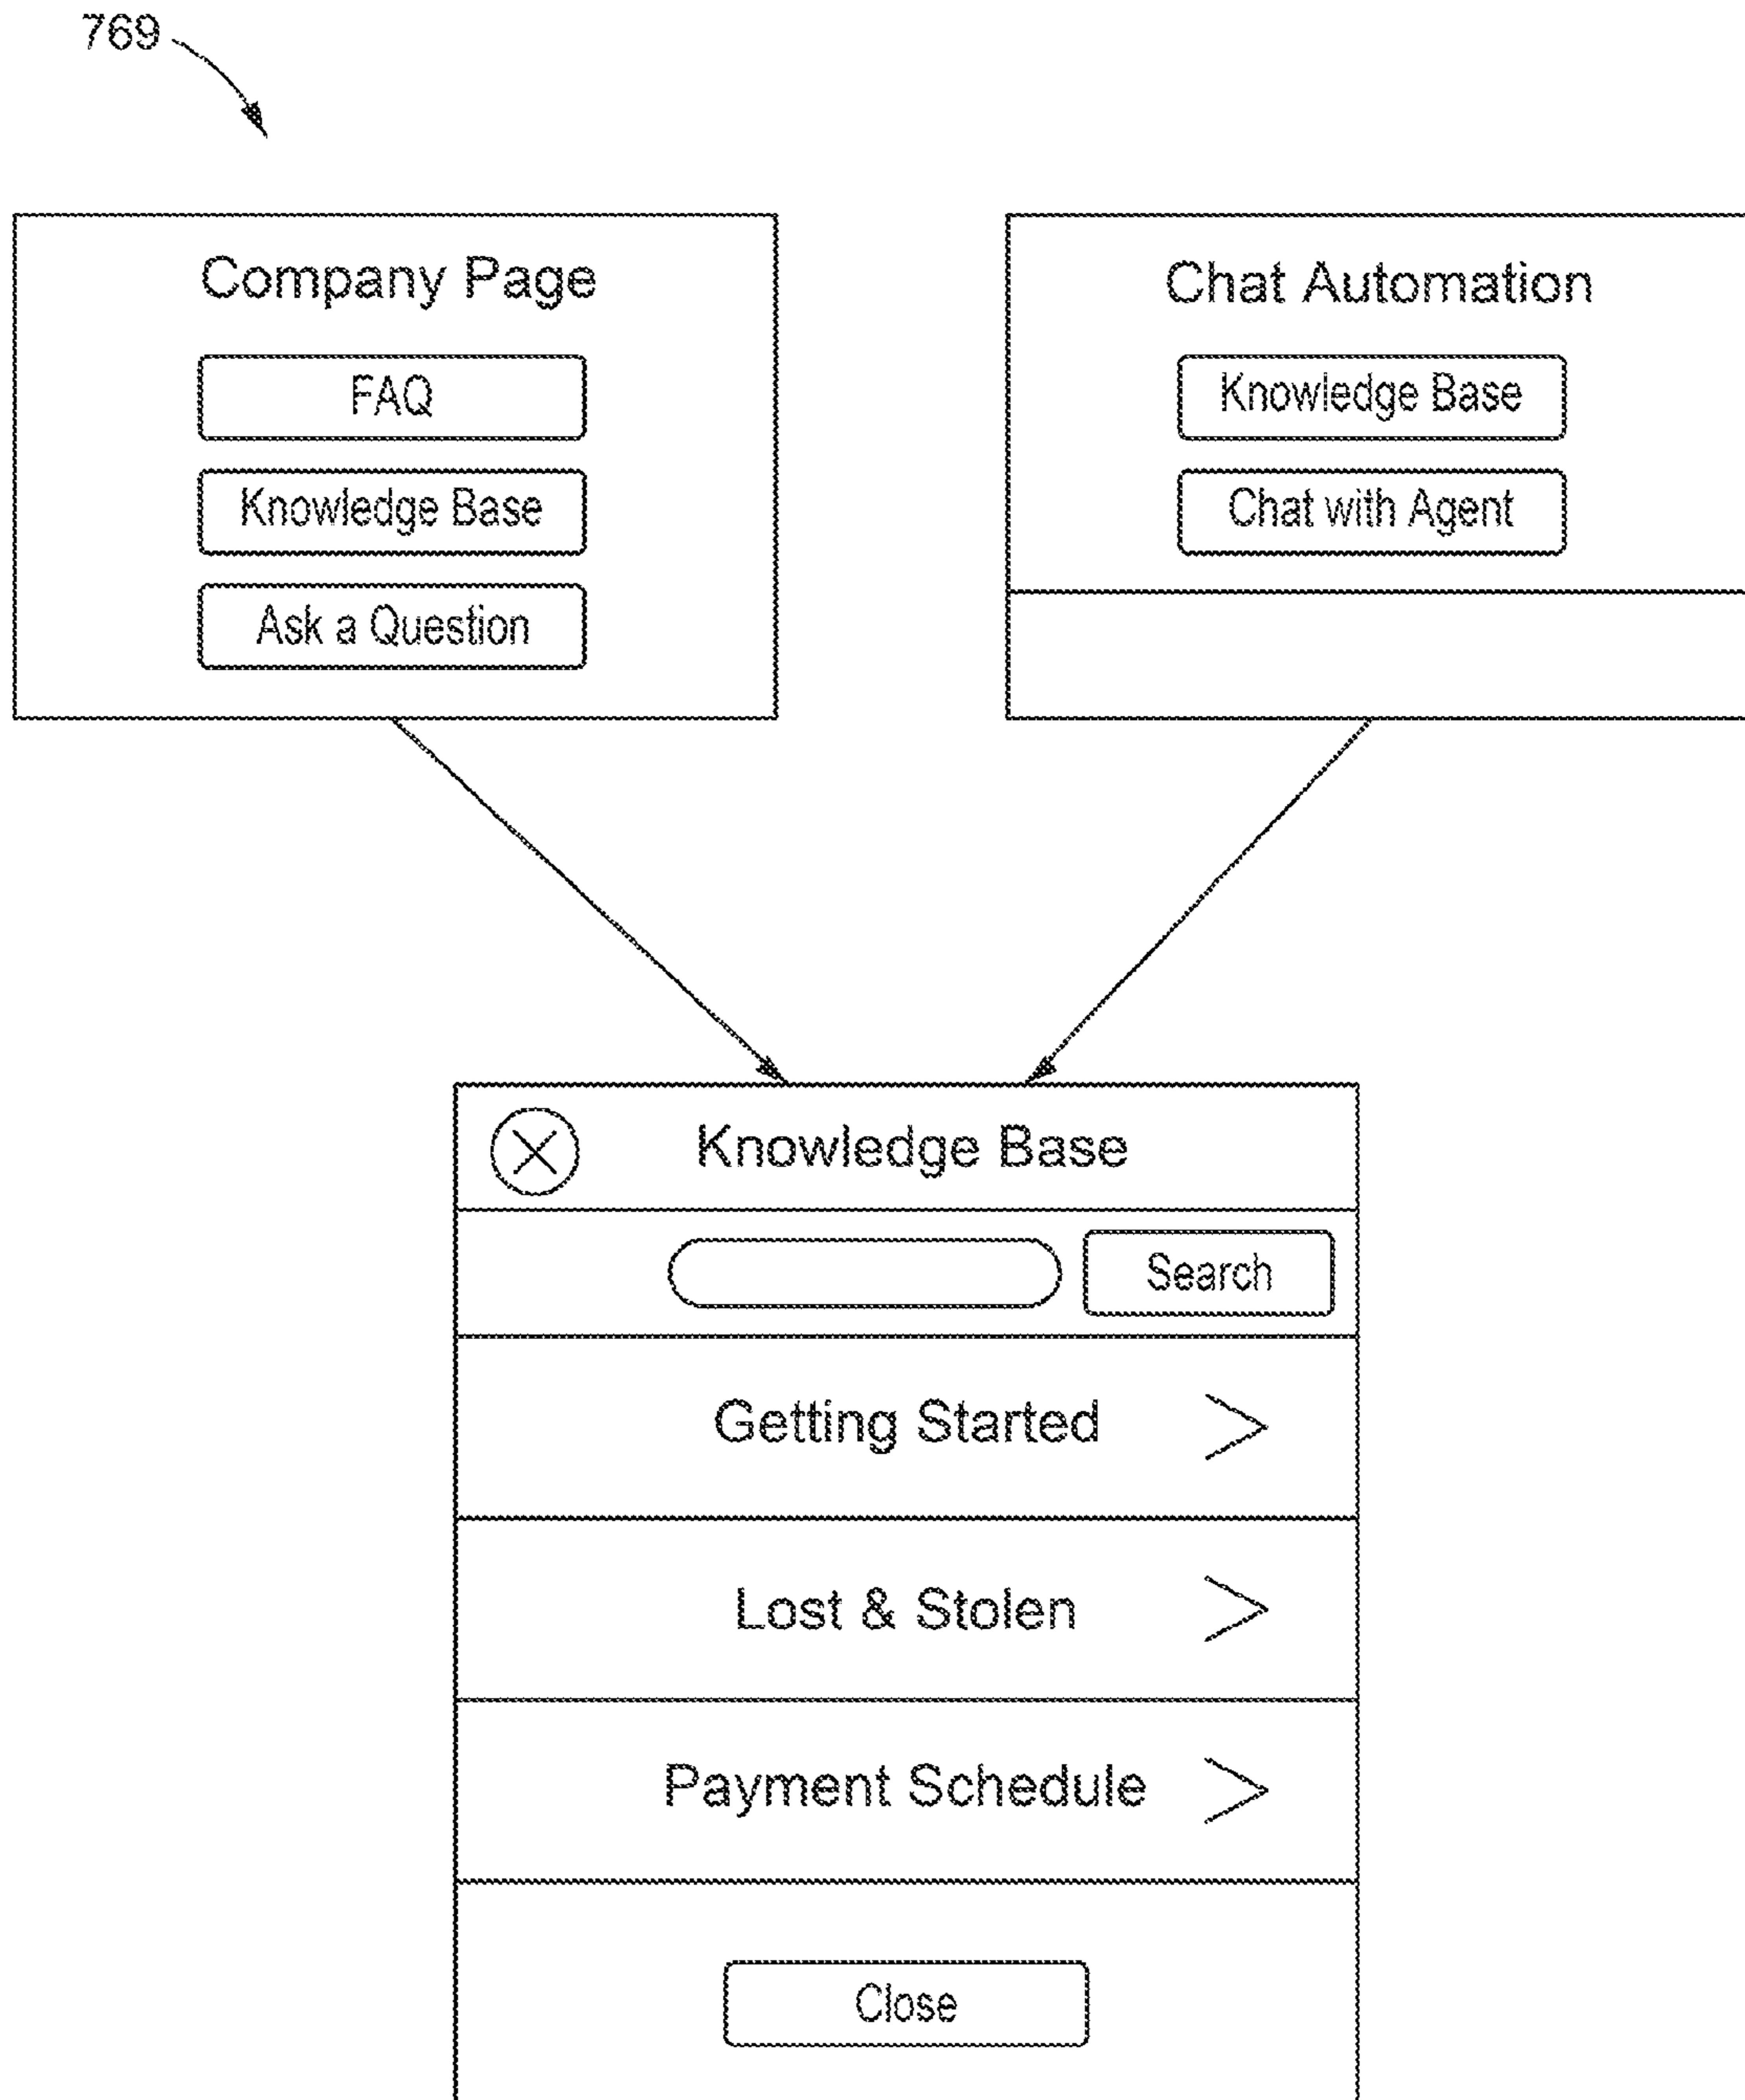 769
Company Page
FAQ
Knowledge Base
Ask a Question
Chat Automation
Knowledge Base
Chat with Agent
Knowledge Base
Search
Getting Started >
Lost & Stolen >
Payment Schedule >
Close